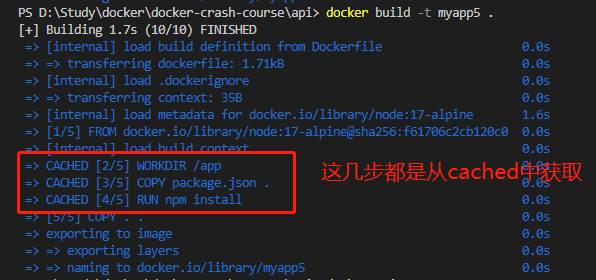 PS D:\Study\docker\docker-crash-course\api> docker build -t myapp5 .
[+] Building 1.7s (10/10) FINISHED
=> [internal] load build definition from Dockerfile 0.0s
=> => transferring dockerfile: 1.71kB 0.0s
=> [internal] load .dockerignore 0.0s
=> => transferring context: 35B 0.0s
=> [internal] load metadata for docker.io/library/node:17-alpine 1.6s
=> [1/5] FROM docker.io/library/node:17-alpine@sha256:f61706c2cb120c0 0.0s
=> [internal] load build context 0.0s
=> CACHED [2/5] WORKDIR /app 0.0s
=> CACHED [3/5] COPY package.json . 0.0s
=> CACHED [4/5] RUN npm install 0.0s
这几步都是从cached中获取
=> [5/5] COPY . . 0.0s
=> exporting to image 0.0s
=> => exporting layers 0.0s
=> => naming to docker.io/library/myapp5 0.0s